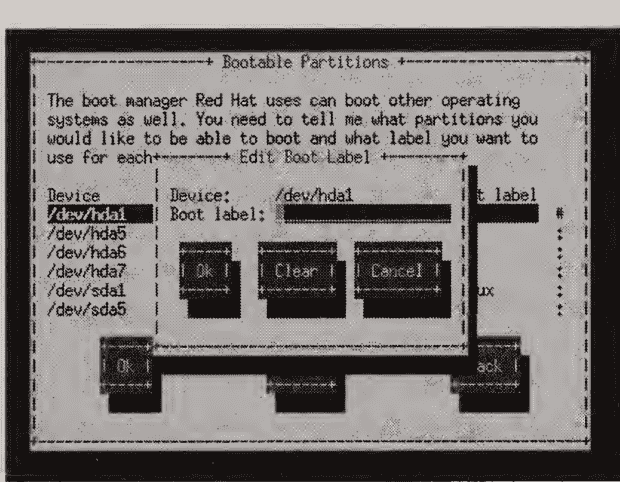 Bootable Partitions
The boot manager Red Hat uses can boot other operating
systems as well. You need to tell me what partitions you
would like to be able to boot and what label you want to
use for each
Edit Boot Label
Device Device: /dev/hda1 t label
/dev/hda1 Boot label:
/dev/hda5
/dev/hda6
/dev/hda7 Ok Clear Cancel
/dev/sda1 ux
/dev/sda5
Ok ack